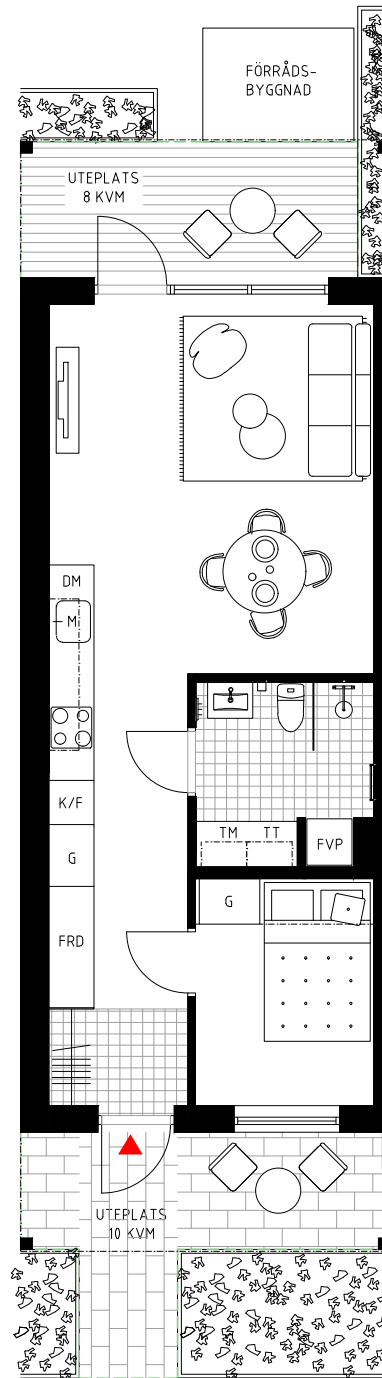 FÖRRÅDS-
BYGGNAD
UTEPLATS
8 KVM
DM
M
K/F
G
FRD
TM TT
FVP
G
UTEPLATS
10 KVM